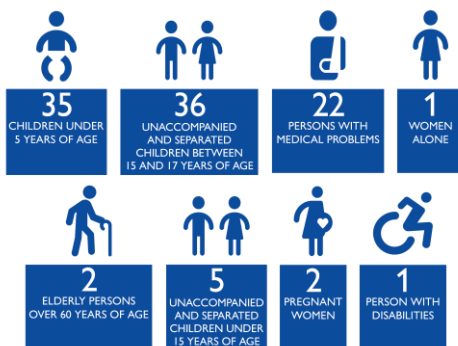 35
CHILDREN UNDER
5 YEARS OF AGE
36
UNACCOMPANIED
AND SEPARATED
CHILDREN BETWEEN
15 AND 17 YEARS OF AGE
22
PERSONS WITH
MEDICAL PROBLEMS
1
WOMEN
ALONE
2
ELDERLY PERSONS
OVER 60 YEARS OF AGE
5
UNACCOMPANIED
AND SEPARATED
CHILDREN UNDER
15 YEARS OF AGE
2
PREGNANT
WOMEN
1
PERSON WITH
DISABILITIES